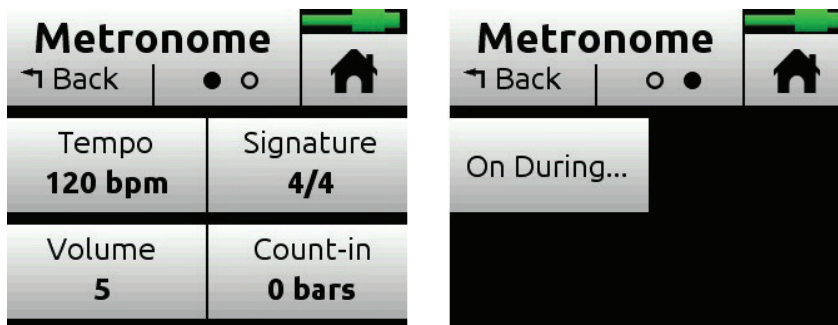 Metronome
Back
Tempo
120 bpm
Signature
4/4
Volume
5
Count-in
0 bars
Metronome
Back
On During...